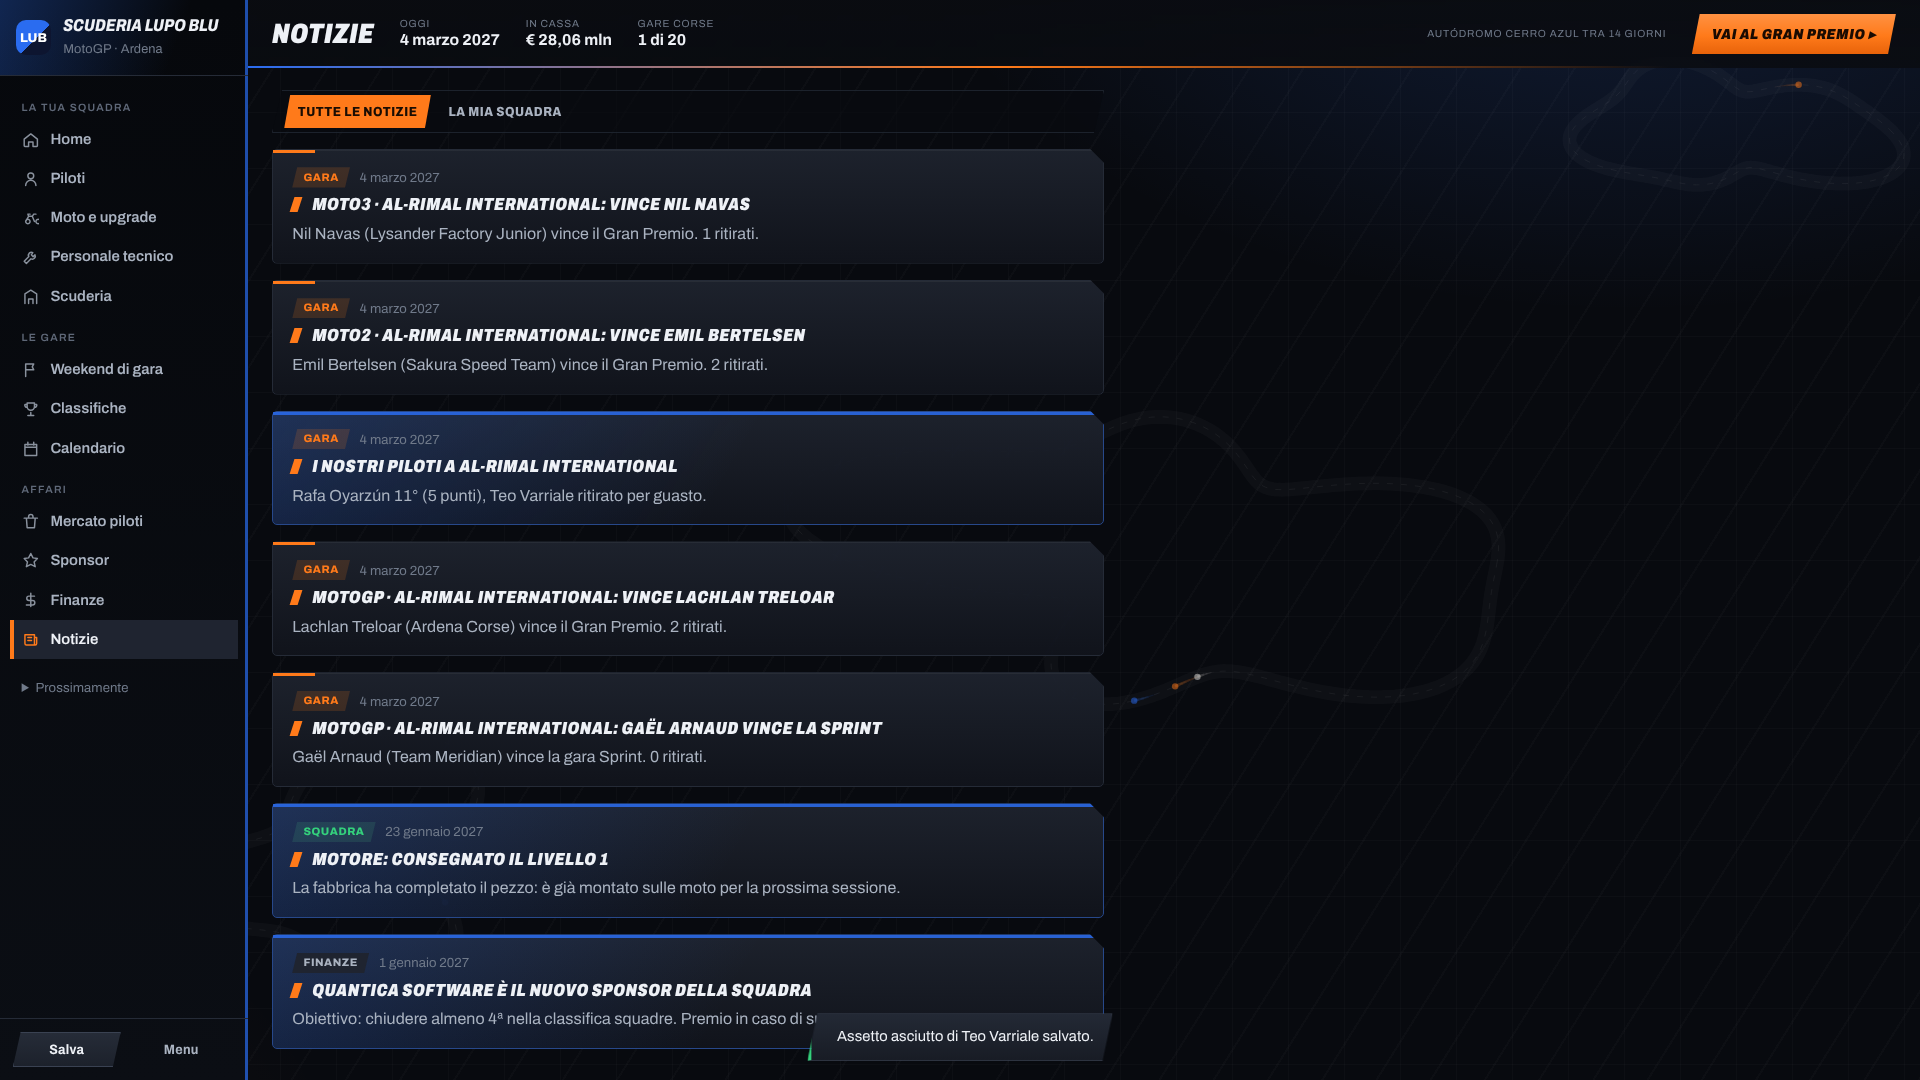 LUB
SCUDERIA LUPO BLU
MotoGP · Ardena
LA TUA SQUADRA
Home
Piloti
Moto e upgrade
Personale tecnico
Scuderia
LE GARE
Weekend di gara
Classifiche
Calendario
AFFARI
Mercato piloti
Sponsor
Finanze
Notizie
Prossimamente
Salva
Menu
NOTIZIE
OGGI
4 marzo 2027
IN CASSA
€ 28,06 mln
GARE CORSE
1 di 20
AUTÓDROMO CERRO AZUL TRA 14 GIORNI
VAI AL GRAN PREMIO ▸
TUTTE LE NOTIZIE
LA MIA SQUADRA
GARA 4 marzo 2027
MOTO3 · AL-RIMAL INTERNATIONAL: VINCE NIL NAVAS
Nil Navas (Lysander Factory Junior) vince il Gran Premio. 1 ritirati.
GARA 4 marzo 2027
MOTO2 · AL-RIMAL INTERNATIONAL: VINCE EMIL BERTELSEN
Emil Bertelsen (Sakura Speed Team) vince il Gran Premio. 2 ritirati.
GARA 4 marzo 2027
I NOSTRI PILOTI A AL-RIMAL INTERNATIONAL
Rafa Oyarzún 11° (5 punti), Teo Varriale ritirato per guasto.
GARA 4 marzo 2027
MOTOGP · AL-RIMAL INTERNATIONAL: VINCE LACHLAN TRELOAR
Lachlan Treloar (Ardena Corse) vince il Gran Premio. 2 ritirati.
GARA 4 marzo 2027
MOTOGP · AL-RIMAL INTERNATIONAL: GAËL ARNAUD VINCE LA SPRINT
Gaël Arnaud (Team Meridian) vince la gara Sprint. 0 ritirati.
SQUADRA 23 gennaio 2027
MOTORE: CONSEGNATO IL LIVELLO 1
La fabbrica ha completato il pezzo: è già montato sulle moto per la prossima sessione.
FINANZE 1 gennaio 2027
QUANTICA SOFTWARE È IL NUOVO SPONSOR DELLA SQUADRA
Obiettivo: chiudere almeno 4ª nella classifica squadre. Premio in caso di
Assetto asciutto di Teo Varriale salvato.